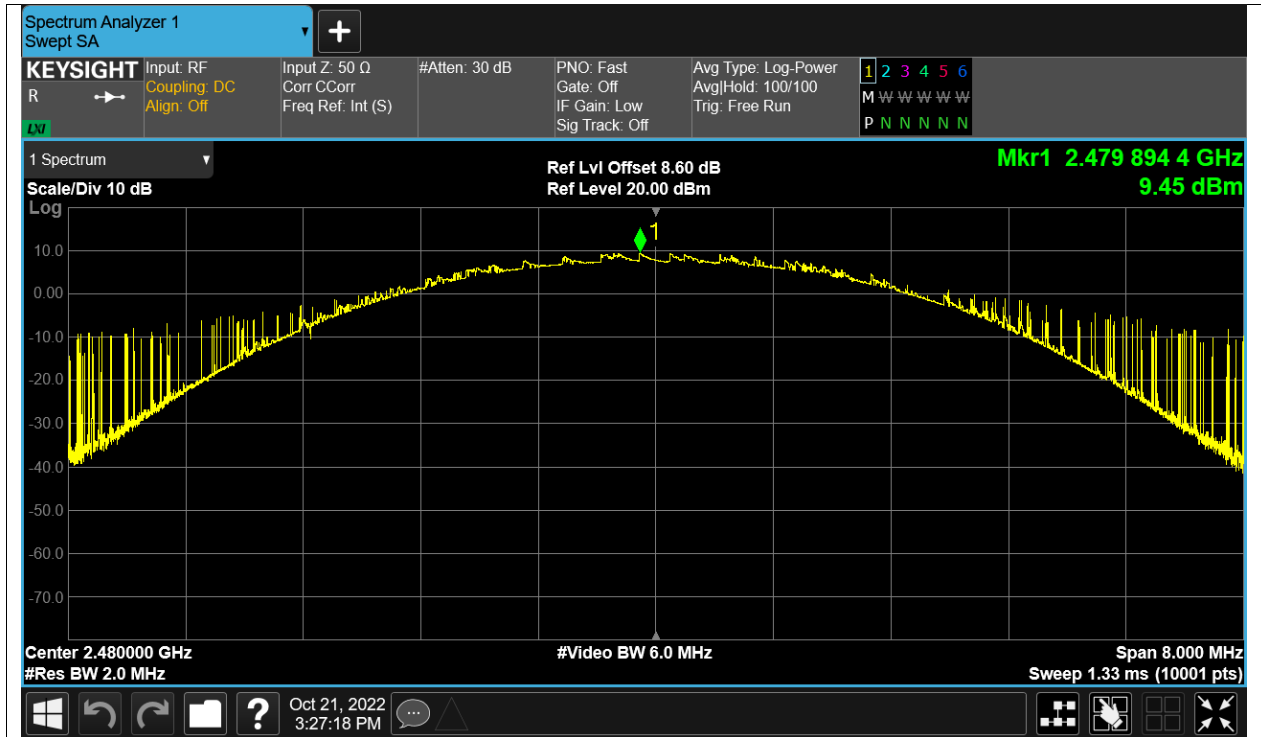 Spectrum Analyzer 1
Swept SA
+
KEYSIGHT
R
LXI
Input: RF
Coupling: DC
Align: Off
Input Z: 50 Ω
Corr CCorr
Freq Ref: Int (S)
#Atten: 30 dB
PNO: Fast
Gate: Off
IF Gain: Low
Sig Track: Off
Avg Type: Log-Power
Avg|Hold: 100/100
Trig: Free Run
1 2 3 4 5 6
M W W W W W W
P N N N N N N
1 Spectrum
Scale/Div 10 dB
Log
Ref Lvl Offset 8.60 dB
Ref Level 20.00 dBm
Mkr1 2.479 894 4 GHz
9.45 dBm
1
10.0
0.00
-10.0
-20.0
-30.0
-40.0
-50.0
-60.0
-70.0
Center 2.480000 GHz
#Video BW 6.0 MHz
Span 8.000 MHz
#Res BW 2.0 MHz
Sweep 1.33 ms (10001 pts)
?
Oct 21, 2022
3:27:18 PM